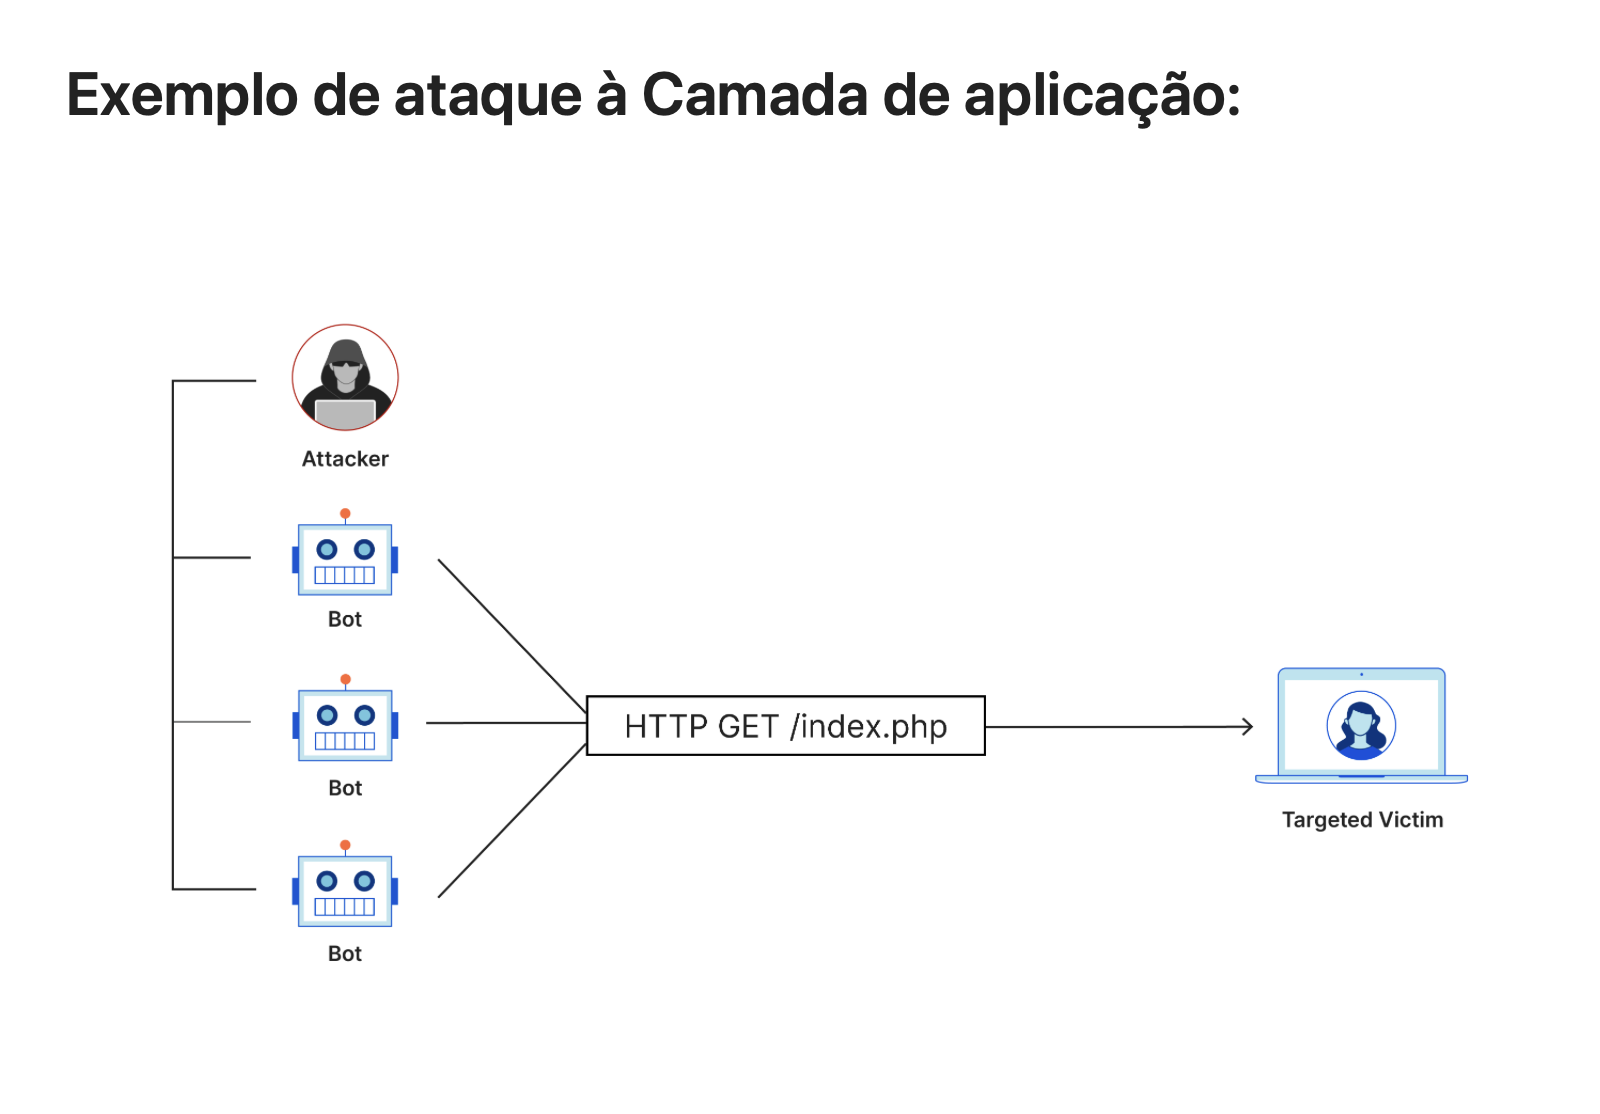 Exemplo de ataque à Camada de aplicação:
Attacker
Bot
Bot
HTTP GET /index.php
Targeted Victim
Bot